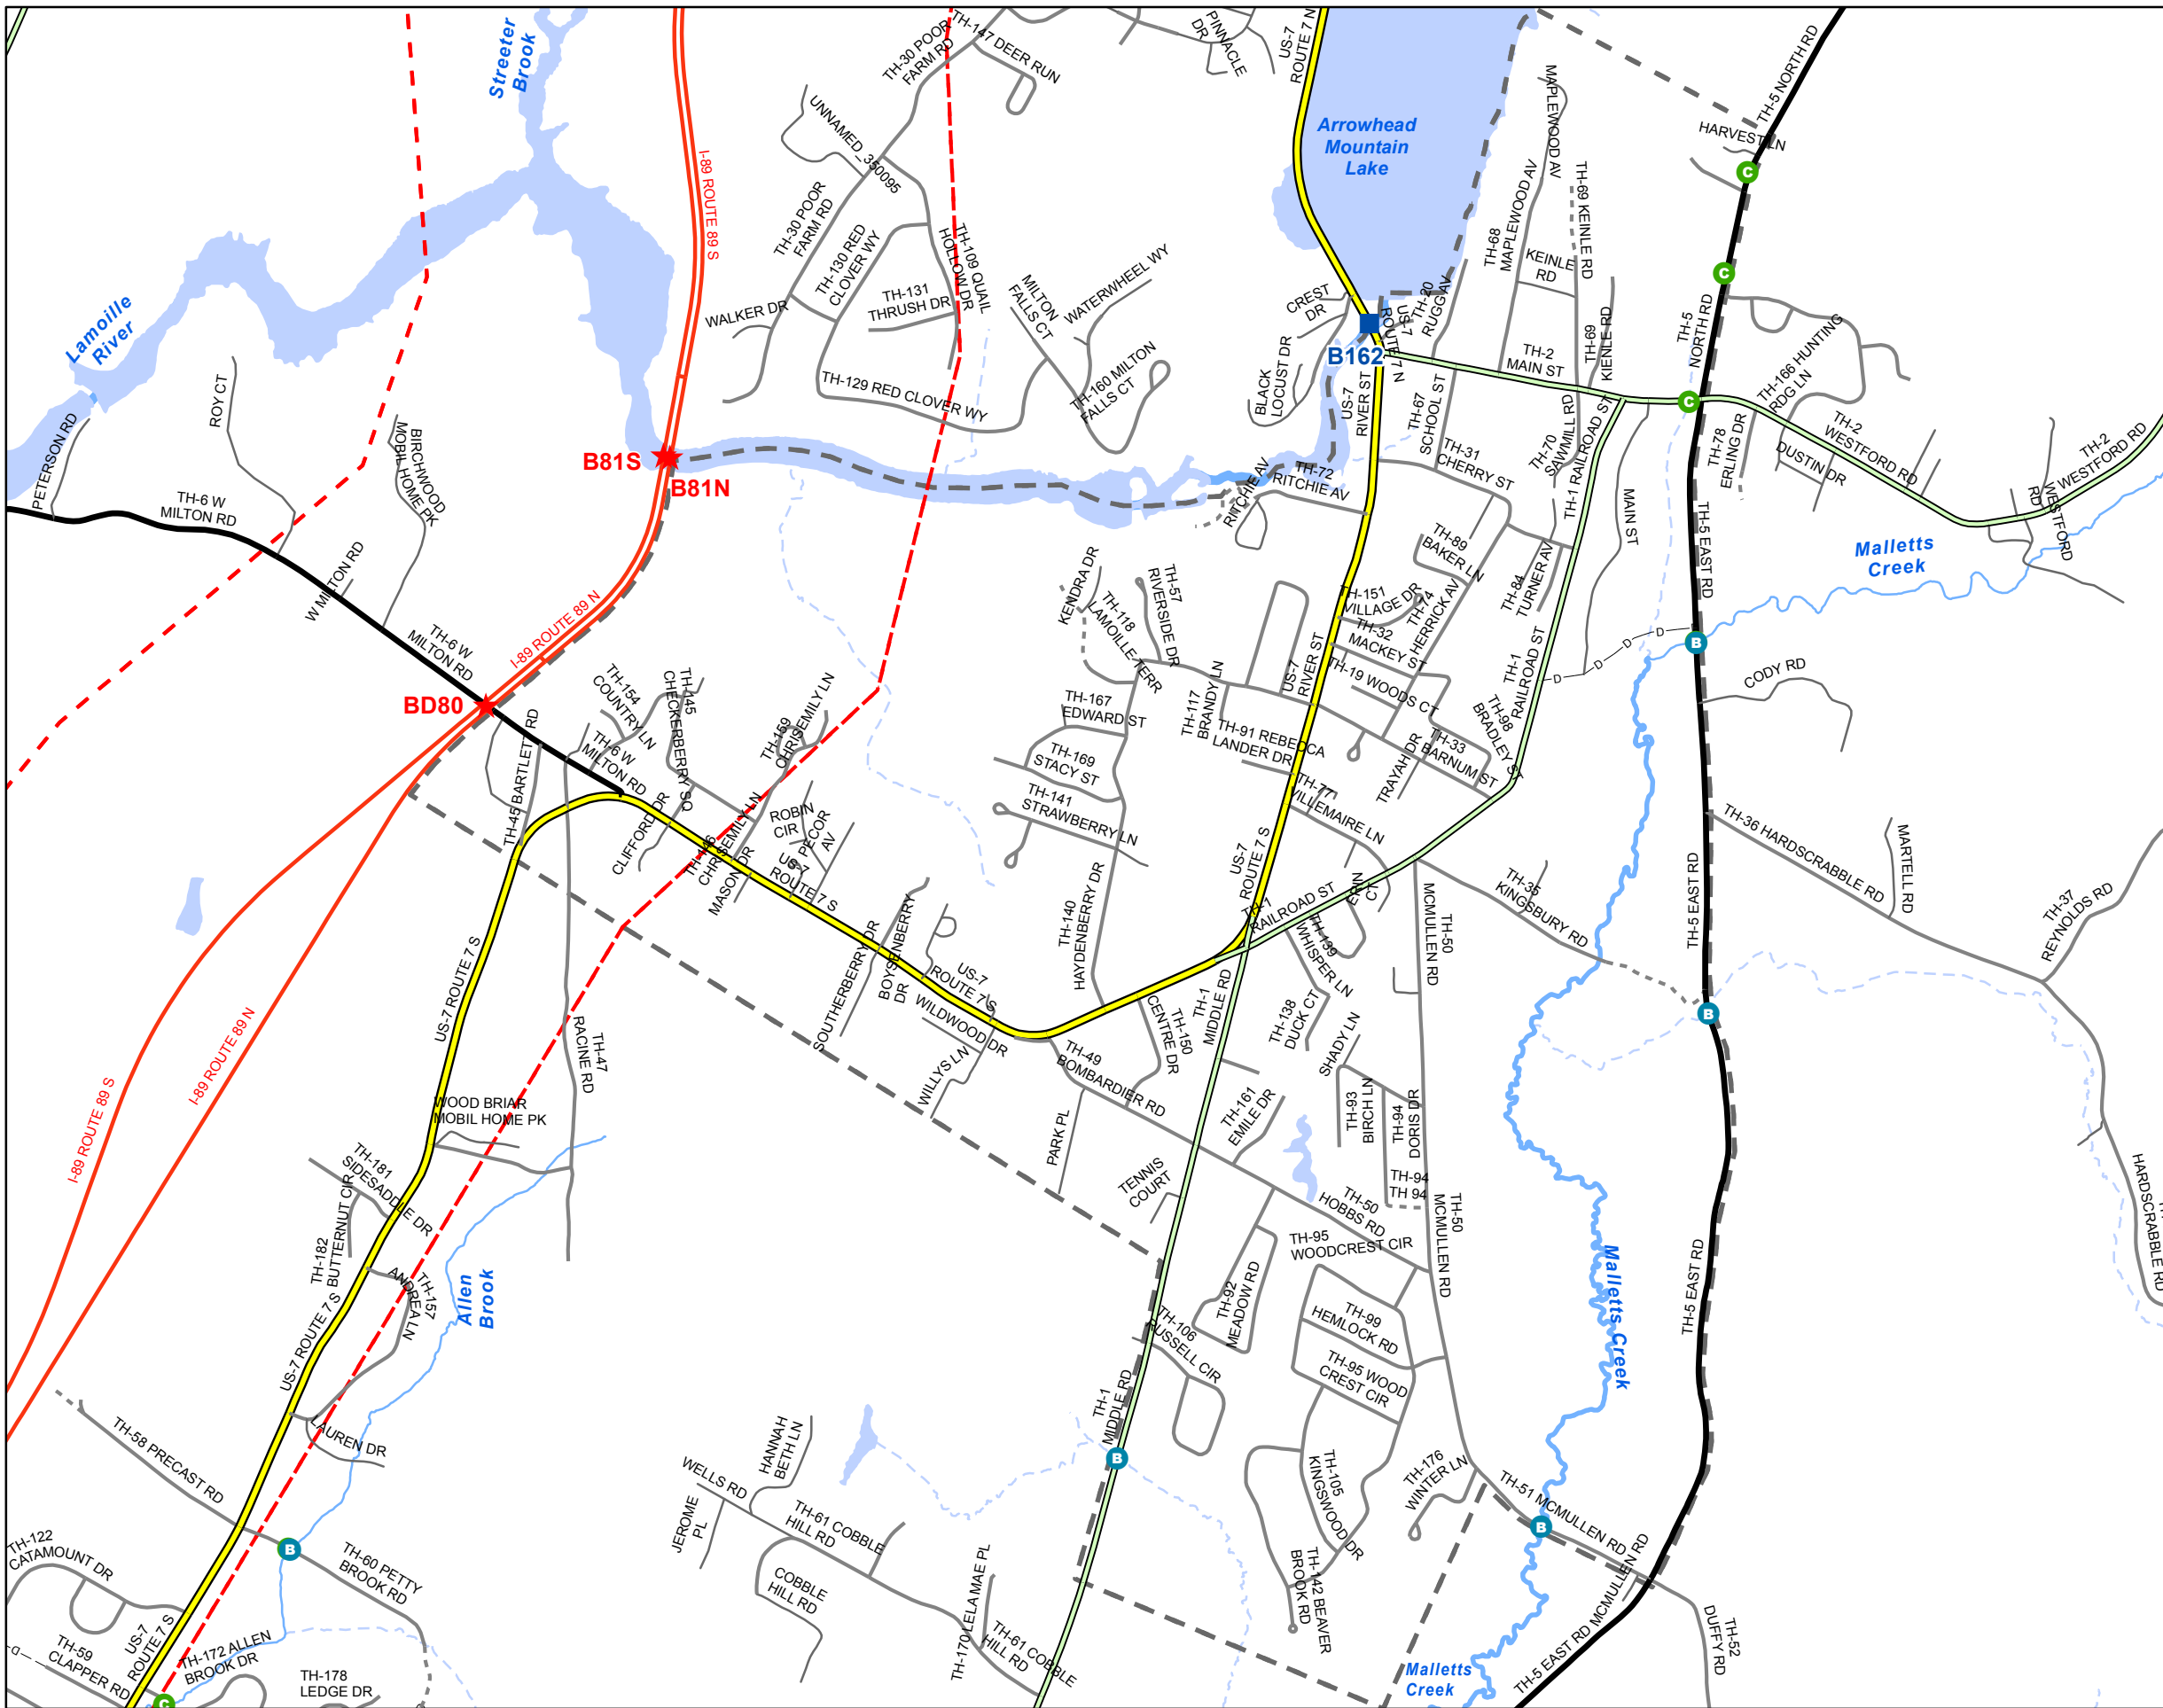 Streeter
Brook
TH-30 POOR
FARM RD
TH-147 DEER RUN
PINNACLE
DR
US-7
ROUTE 7 N
Arrowhead
Mountain
Lake
MAPLEWOOD AV
TH-5 NORTH RD
HARVEST LN
C
UNNAMED_350095
I-89 ROUTE 89 S
TH-30 POOR
FARM RD
TH-130 RED
CLOVER WY
TH-109 QUAIL
HOLLOW DR
TH-131
THRUSH DR
WALKER DR
MILTON
FALLS CT
WATERWHEEL WY
CREST
DR
US-7
ROUTE 7 N
TH-20
RUGG AV
TH-68
MAPLEWOOD AV
TH-69 KEINLE RD
KEINLE
RD
TH-69
KIENLE RD
C
TH-5
NORTH RD
TH-166 HUNTING
RDG LN
Lamoille
River
B162
TH-2
MAIN ST
C
ROY CT
TH-129 RED CLOVER WY
TH-160 MILTON
FALLS CT
BLACK
LOCUST DR
US-7
RIVER ST
TH-67
SCHOOL ST
TH-31
CHERRY ST
TH-70
SAWMILL RD
TH-1 RAILROAD ST
TH-78
ERLING DR
TH-2
WESTFORD RD
DUSTIN DR
TH-2
WESTFORD RD
WESTFORD
RD
PETERSON RD
BIRCHWOOD
MOBIL HOME PK
B81S
B81N
TH-6 W
MILTON RD
RITCHIE AV
TH-72
RITCHIE AV
MAIN ST
TH-5 EAST RD
Malletts
Creek
W MILTON RD
I-89 ROUTE 89 N
KENDRA DR
TH-118
LAMOILLE TERR
TH-57
RIVERSIDE DR
TH-89
BAKER LN
TH-151
VILLAGE DR
TH-74
HERRICK AV
TH-84
TURNER AV
TH-32
MACKEY ST
TH-19 WOODS CT
D
D
D
D
B
CODY RD
TH-6 W
MILTON RD
BD80
TH-154
COUNTRY LN
TH-145
CHECKERBERRY SQ
TH-159
CHRISEMILY LN
TH-167
EDWARD ST
TH-117
BRANDY LN
US-7
RIVER ST
TH-1
RAILROAD ST
TH-98
BRADLEY ST
TH-33
BARNUM ST
TRAYAH DR
TH-91 REBECCA
LANDER DR
TH-6 W
MILTON RD
TH-45 BARTLETT RD
TH-169
STACY ST
TH-141
STRAWBERRY LN
TH-77
VILLEMAIRE LN
CLIFFORD DR
TH-146
CHRISEMILY LN
ROBIN
CIR
PECOR
AV
MASON DR
US-7
ROUTE 7 S
US-7
ROUTE 7 S
TH-36 HARDSCRABBLE RD
MARTELL RD
TH-37
REYNOLDS RD
TH-35
KINGSBURY RD
TH-5 EAST RD
TH-1
RAILROAD ST
ERIN
CT
TH-50
MCMULLEN RD
TH-139
WHISPER LN
TH-140
HAYDENBERRY DR
SOUTHERBERRY DR
BOYSENBERRY
DR
US-7
ROUTE 7 S
WILDWOOD DR
WILLYS LN
US-7 ROUTE 7 S
TH-47
RACINE RD
TH-49
BOMBARDIER RD
TH-150
CENTRE DR
TH-1
MIDDLE RD
TH-138
DUCK CT
SHADY LN
B
I-89 ROUTE 89 N
I-89 ROUTE 89 S
WOOD BRIAR
MOBIL HOME PK
PARK PL
TH-161
EMILE DR
TH-93
BIRCH LN
TH-94
DORIS DR
TH-94
TH 94
TENNIS
COURT
TH-181
SIDESADDLE DR
TH-182
BUTTERNUT CIR
TH-157
ANDREA LN
Allen
Brook
US-7 ROUTE 7 S
TH-50
HOBBS RD
TH-50
MCMULLEN RD
TH-95
WOODCREST CIR
TH-92
MEADOW RD
TH-99
HEMLOCK RD
TH-95 WOOD
CREST CIR
Malletts Creek
TH-5 EAST RD
HARDSCRABBLE RD
TH-106
RUSSELL CIR
TH-1
MIDDLE RD
B
LAUREN DR
TH-58 PRECAST RD
HANNAH
BETH LN
WELLS RD
JEROME
PL
TH-61 COBBLE
HILL RD
COBBLE
HILL RD
TH-105
KINGSWOOD DR
TH-176
WINTER LN
TH-51 MCMULLEN RD
B
TH-122
CATAMOUNT DR
B
TH-60 PETTY
BROOK RD
TH-142 BEAVER
BROOK RD
TH-170 LELA MAE PL
TH-61 COBBLE
HILL RD
MCMULLEN RD
TH-5 EAST RD
TH-52
DUFFY RD
D
TH-59
CLAPPER RD
US-7
ROUTE 7 S
TH-172 ALLEN
BROOK DR
C
TH-178
LEDGE DR
Malletts
Creek